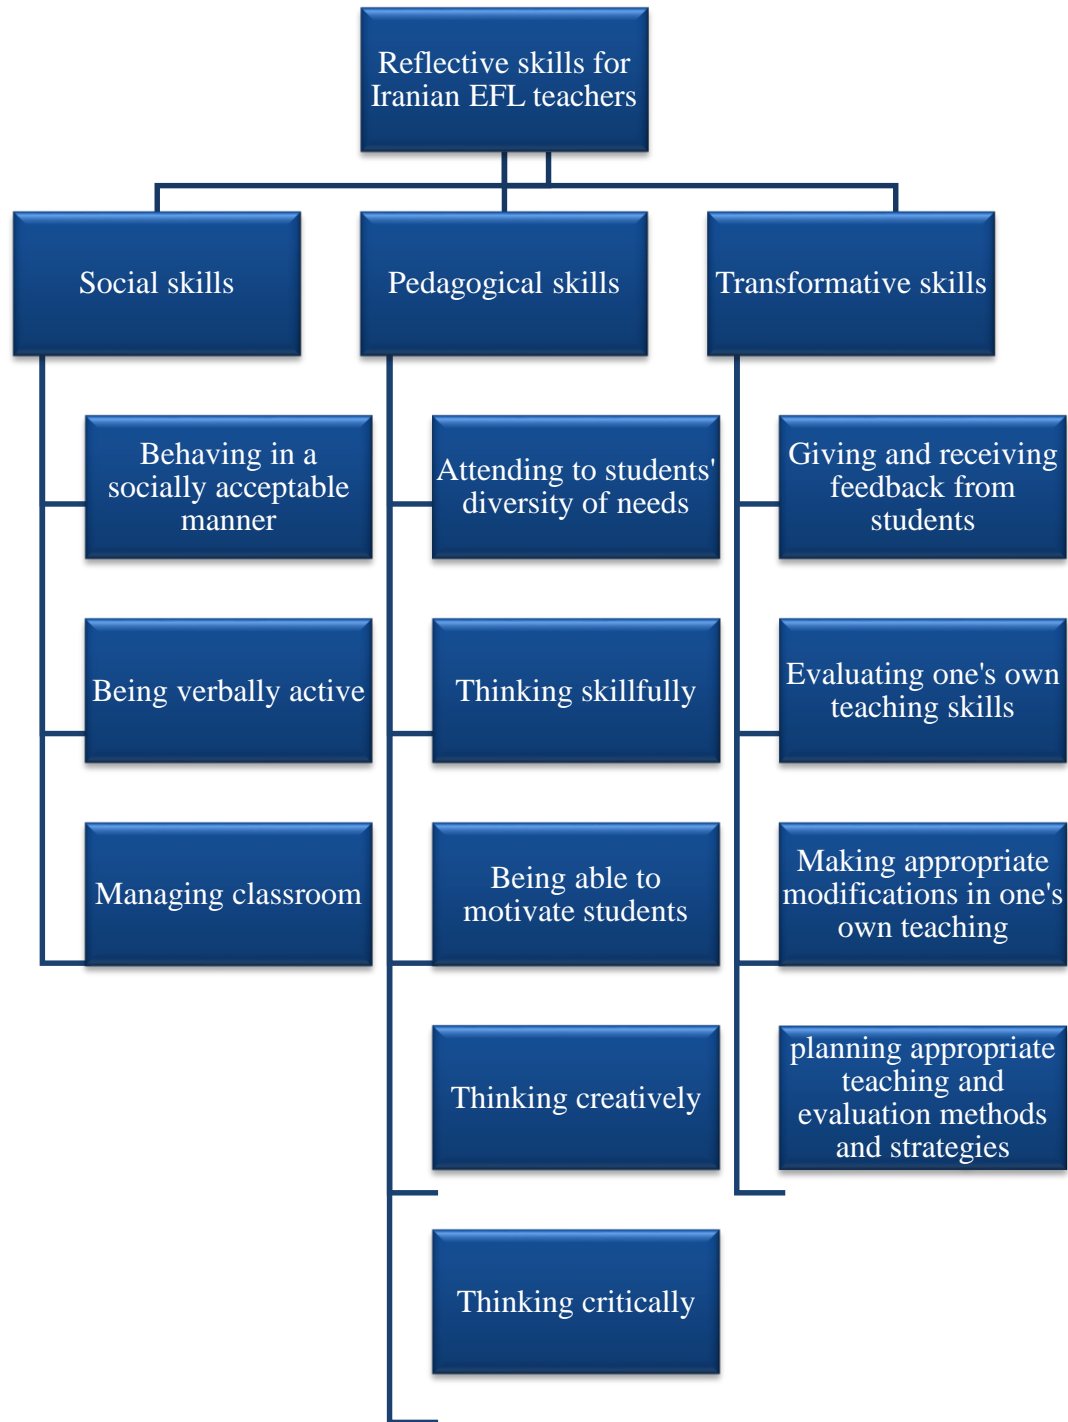 Reflective skills for
Iranian EFL teachers
Social skills
Pedagogical skills
Transformative skills
Behaving in a
socially acceptable
manner
Being verbally active
Managing classroom
Attending to students'
diversity of needs
Thinking skillfully
Being able to
motivate students
Thinking creatively
Thinking critically
Giving and receiving
feedback from
students
Evaluating one's own
teaching skills
Making appropriate
modifications in one's
own teaching
planning appropriate
teaching and
evaluation methods
and strategies